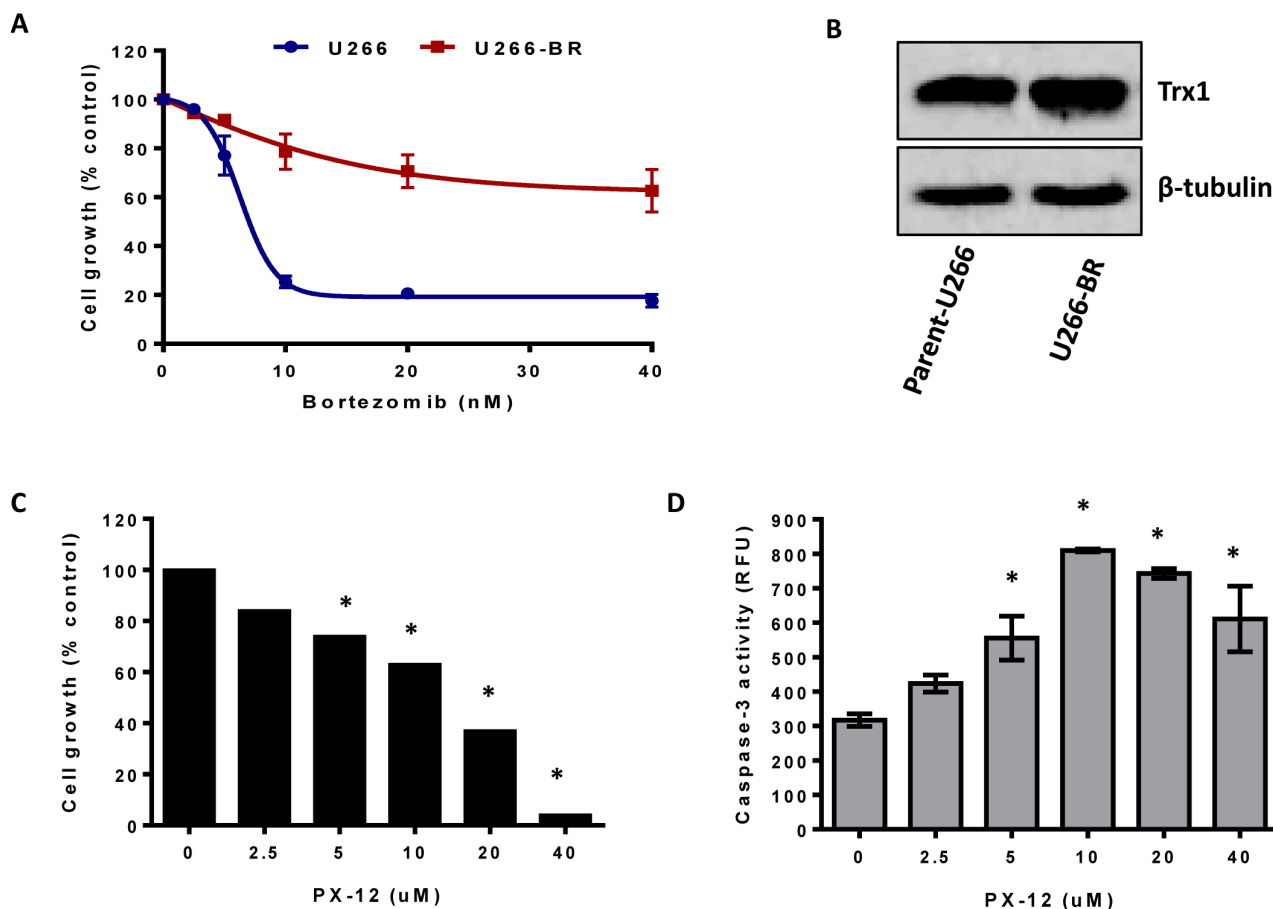 A
U266 U266-BR
120
100
80
60
40
20
0
Cell growth (% control)
0 10 20 30 40
Bortezomib (nM)
B
Trx1
β-tubulin
Parent-U266
U266-BR
C
120
100
80
60
40
20
0
Cell growth (% control)
*
*
*
*
0 2.5 5 10 20 40
PX-12 (uM)
D
900
800
700
600
500
400
300
200
100
0
Caspase-3 activity (RFU)
*
*
*
*
0 2.5 5 10 20 40
PX-12 (uM)